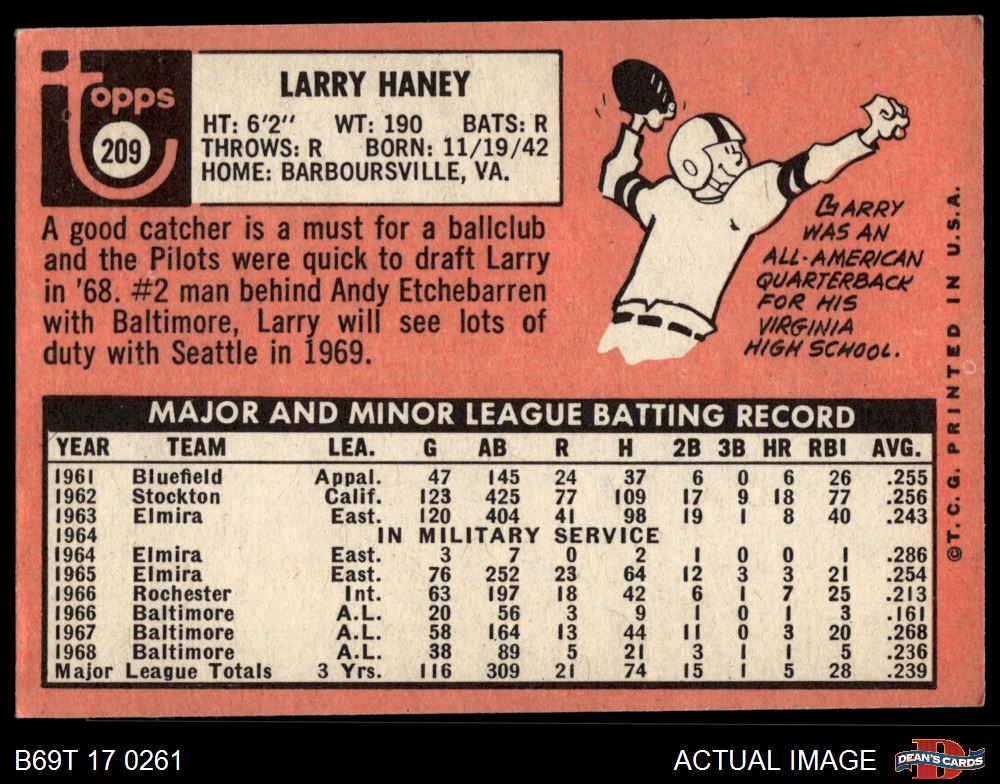 topps
209
LARRY HANEY
HT: 6'2" WT: 190 BATS: R
THROWS: R BORN: 11/19/42
HOME: BARBOURSVILLE, VA.
A good catcher is a must for a ballclub
and the Pilots were quick to draft Larry
in '68. #2 man behind Andy Etchebarren
with Baltimore, Larry will see lots of
duty with Seattle in 1969.
LARRY
WAS AN
ALL-AMERICAN
QUARTERBACK
FOR HIS
VIRGINIA
HIGH SCHOOL.
©T. C. G. PRINTED IN U.S.A.
MAJOR AND MINOR LEAGUE BATTING RECORD
YEAR TEAM LEA. G AB R H 2B 3B HR RBI AVG.
1961 Bluefield Appal. 47 145 24 37 6 0 6 26 .255
1962 Stockton Calif. 123 425 77 109 17 9 18 77 .256
1963 Elmira East. 120 404 41 98 19 1 8 40 .243
1964 IN MILITARY SERVICE
1964 Elmira East. 3 7 0 2 1 0 0 1 .286
1965 Elmira East. 76 252 23 64 12 3 3 21 .254
1966 Rochester Int. 63 197 18 42 6 1 7 25 .213
1966 Baltimore A.L. 20 56 3 9 1 0 1 3 .161
1967 Baltimore A.L. 58 164 13 44 11 0 3 20 .268
1968 Baltimore A.L. 38 89 5 21 3 1 1 5 .236
Major League Totals 3 Yrs. 116 309 21 74 15 1 5 28 .239
B69T 17 0261
ACTUAL IMAGE
D
DEAN'S CARDS